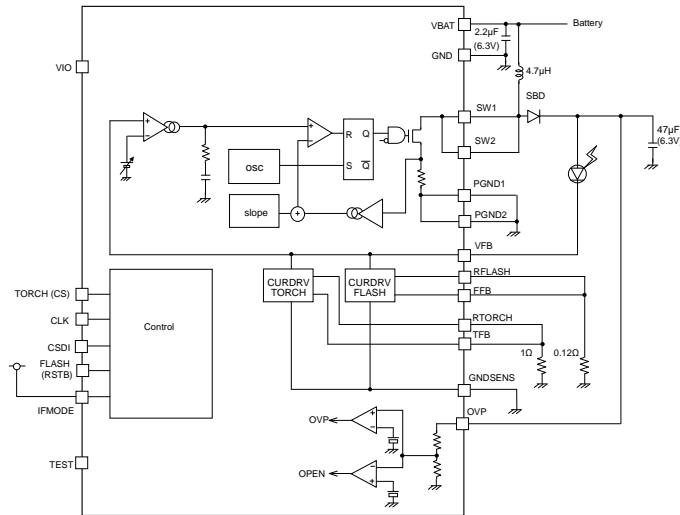 VBAT
Battery
2.2µF
(6.3V)
GND
VIO
4.7µH
SBD
SW1
47µF
(6.3V)
+
−
+
−
R
Q
S
Q̅
SW2
osc
slope
+
PGND1
PGND2
VFB
CURDRV
TORCH
CURDRV
FLASH
RFLASH
FFB
RTORCH
TFB
1Ω
0.12Ω
TORCH (CS)
CLK
CSDI
FLASH
(RSTB)
IFMODE
Control
GNDSENS
OVP
OVP
+
−
OPEN
−
+
TEST